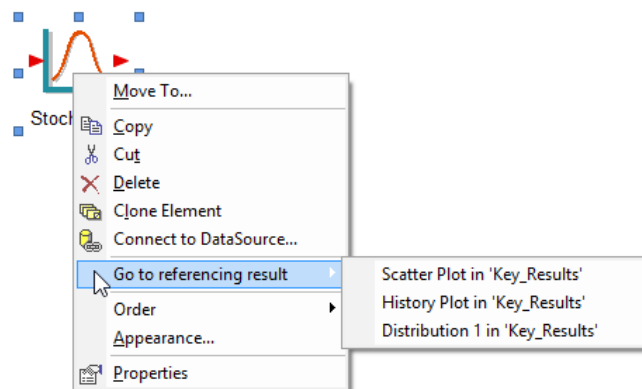 Move To...
Stoch
Copy
Cut
Delete
Clone Element
Connect to DataSource...
Go to referencing result
Scatter Plot in 'Key_Results'
History Plot in 'Key_Results'
Distribution 1 in 'Key_Results'
Order
Appearance...
Properties